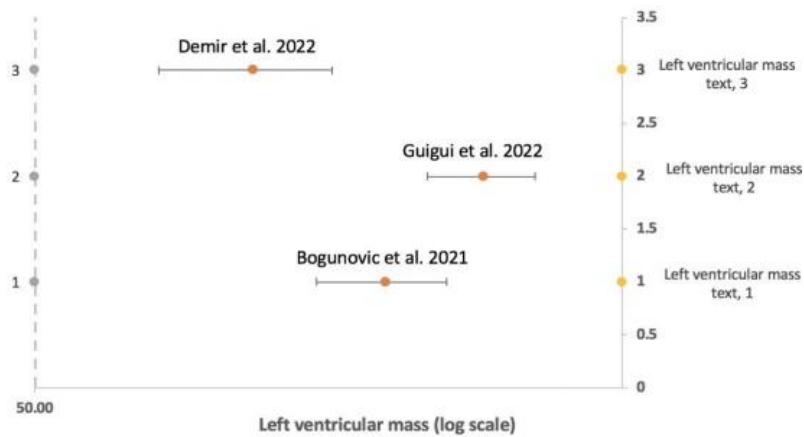 3.5
Demir et al. 2022
3
3
Left ventricular mass
text, 3
2.5
Guigui et al. 2022
2
2
Left ventricular mass
text, 2
1.5
Bogunovic et al. 2021
1
1
Left ventricular mass
text, 1
0.5
0
50.00
Left ventricular mass (log scale)